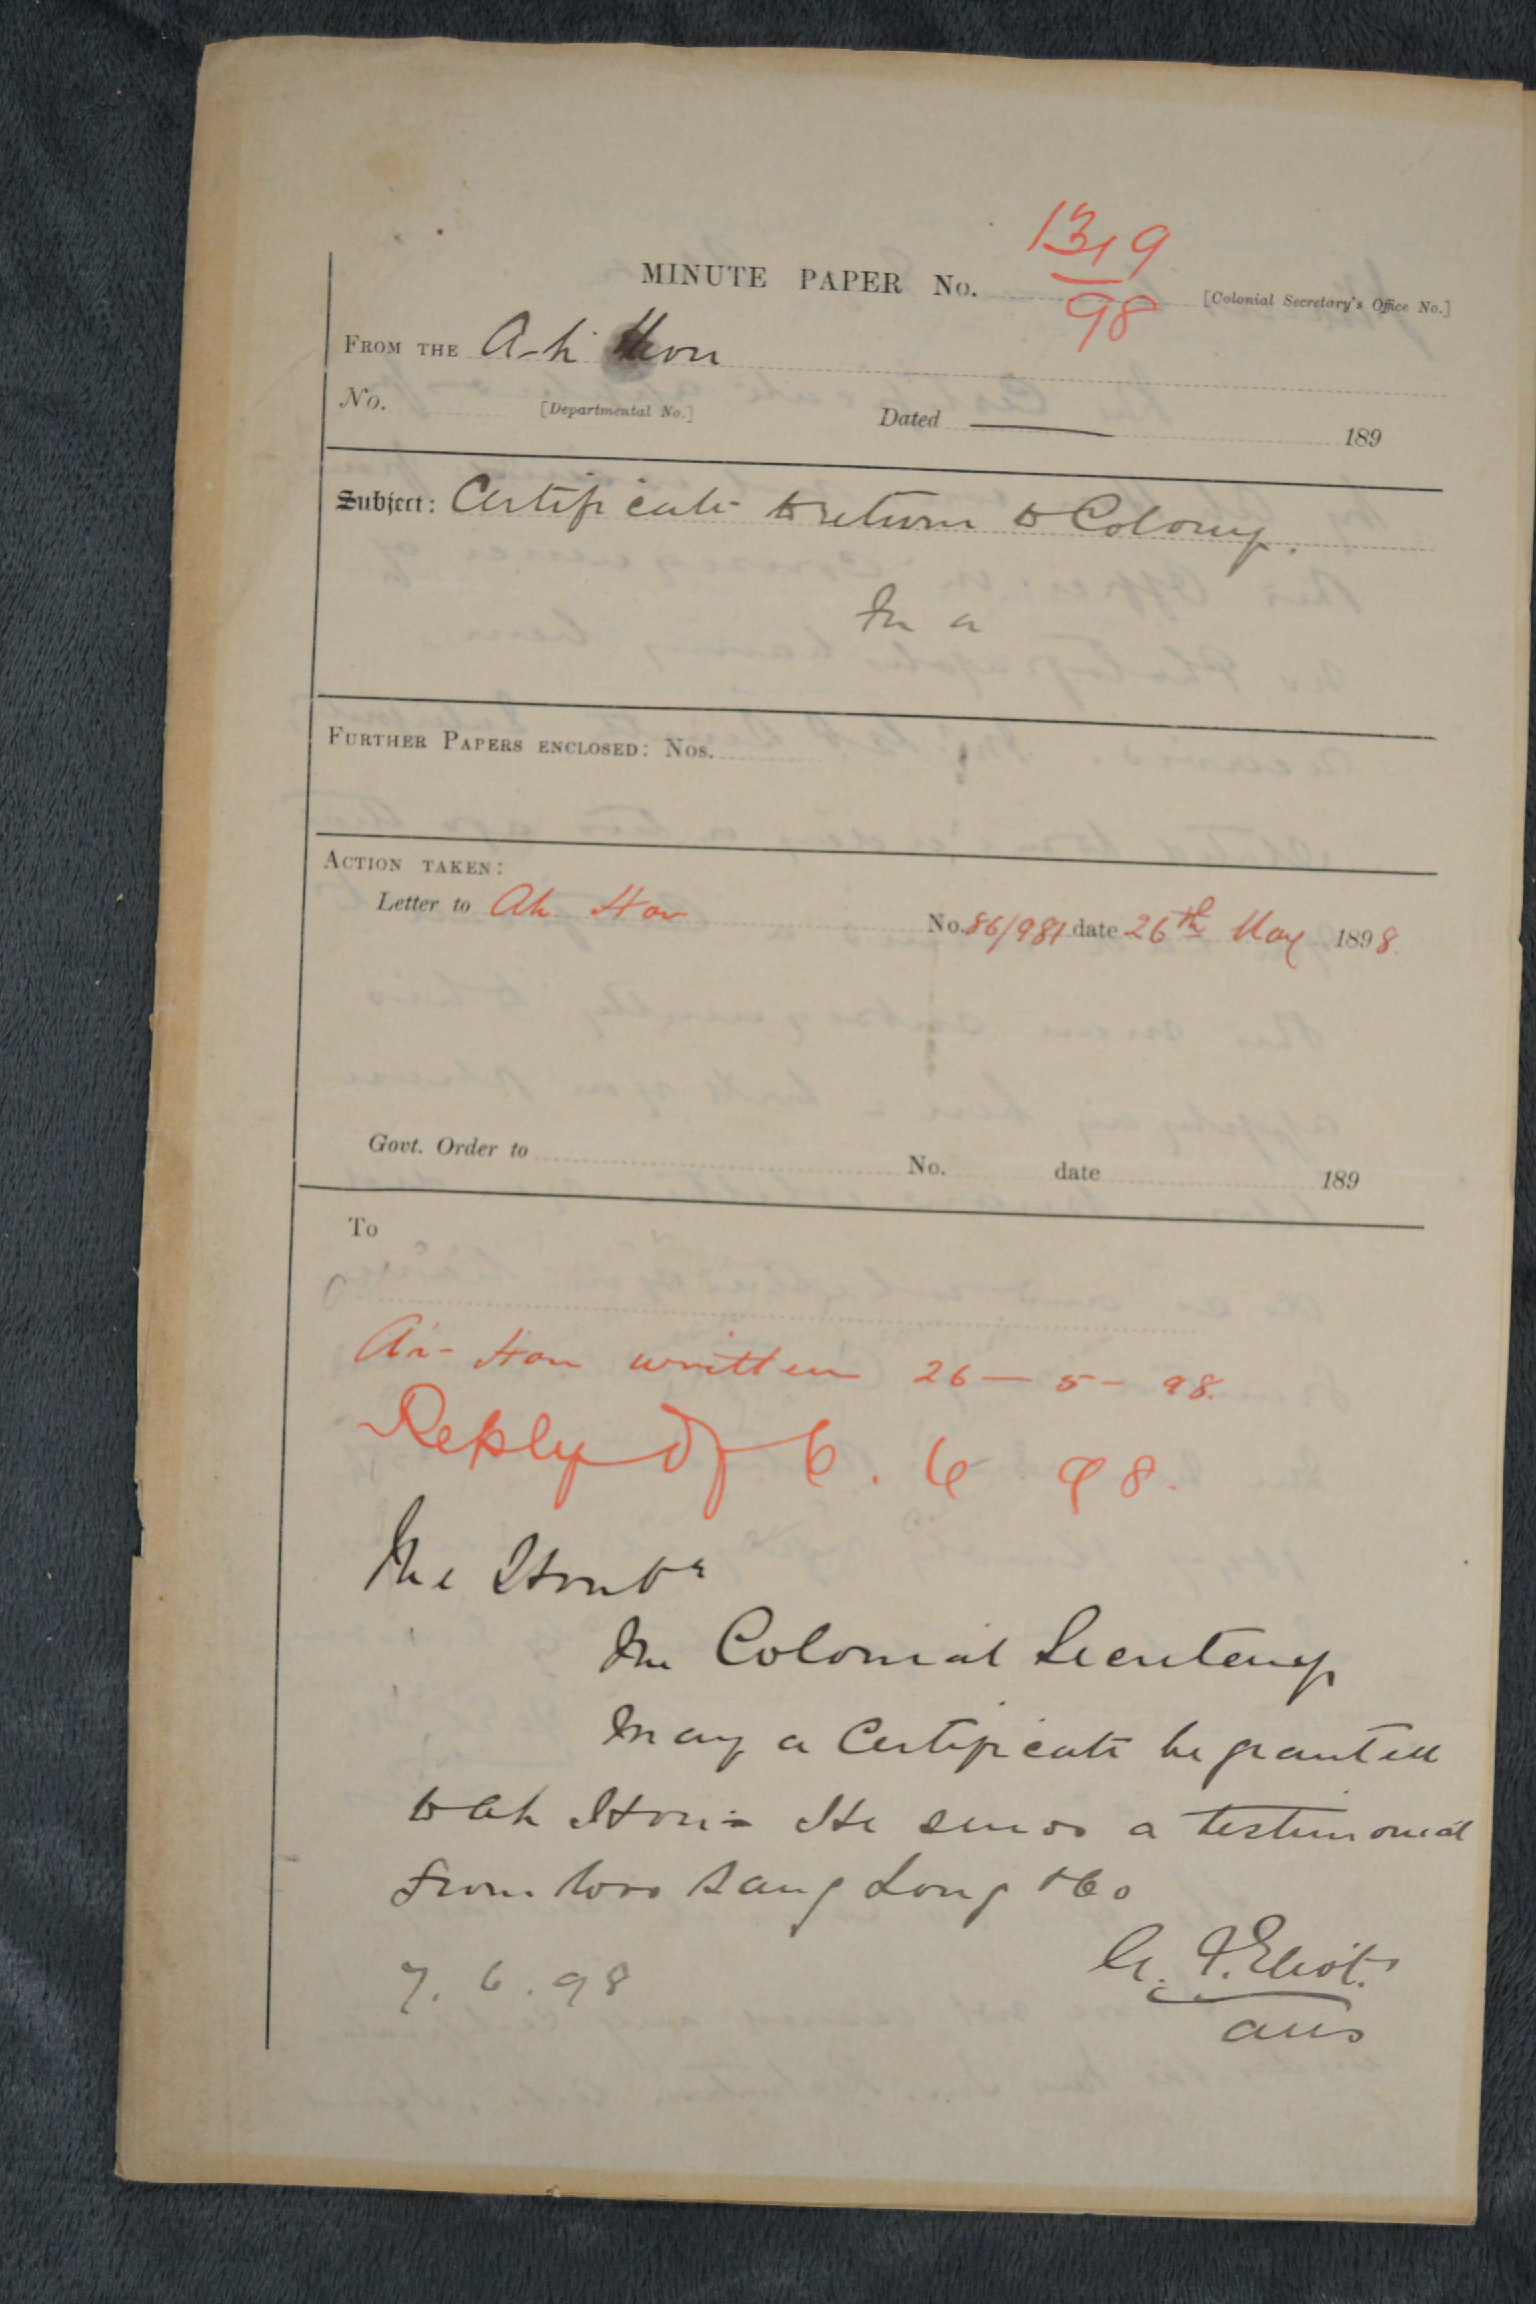 MINUTE PAPER No. 1319/98 [Colonial Secretary's Office No.]
FROM THE Ah Hon
No. [Departmental No.] Dated 189
Subject: Certificate to return to Colony.
FURTHER PAPERS ENCLOSED: Nos.
ACTION TAKEN:
Letter to Ah Hon No. 86/981 date 26th May 1898
Govt. Order to No. date 189
To
Ah Hon written 26-5-98.
Reply of 6.6 98.
The Honble
The Colonial Secretary
May a Certificate be granted
to Ah Hon - He sends a testimonial
from Woo Sang Long & Co
G. F. Eliot
7.6.98
aus